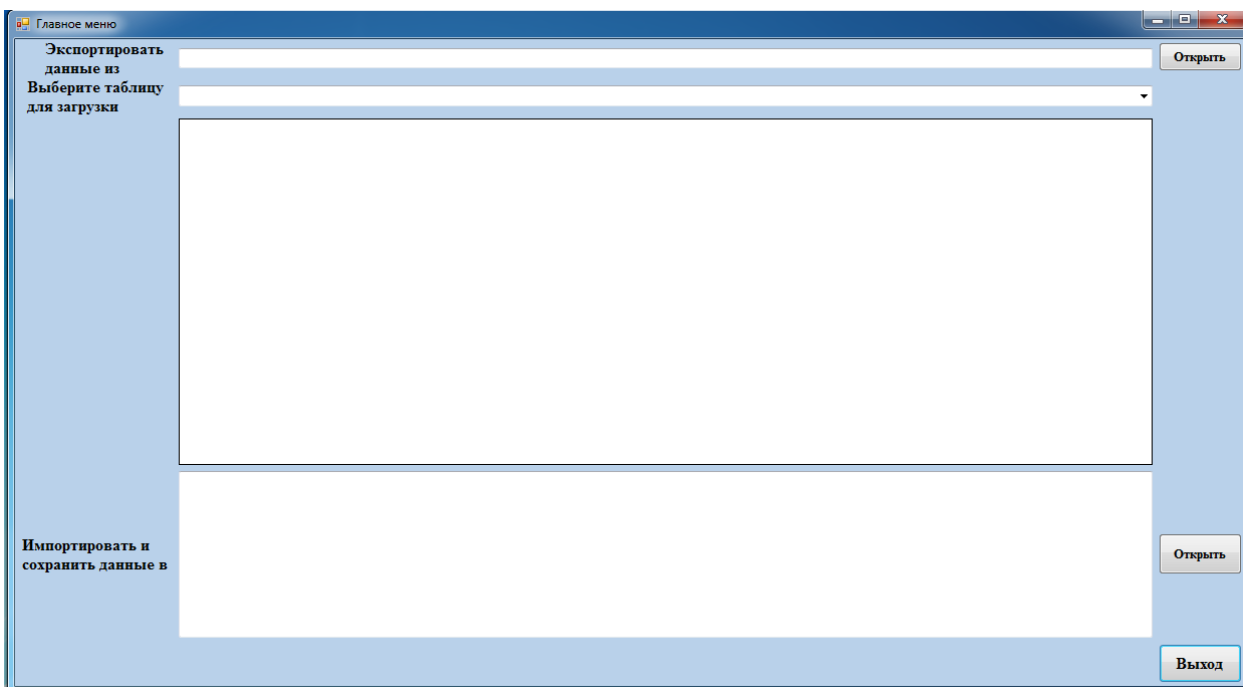 Главное меню
Экспортировать
данные из
Открыть
Выберите таблицу
для загрузки
Импортировать и
сохранить данные в
Открыть
Выход